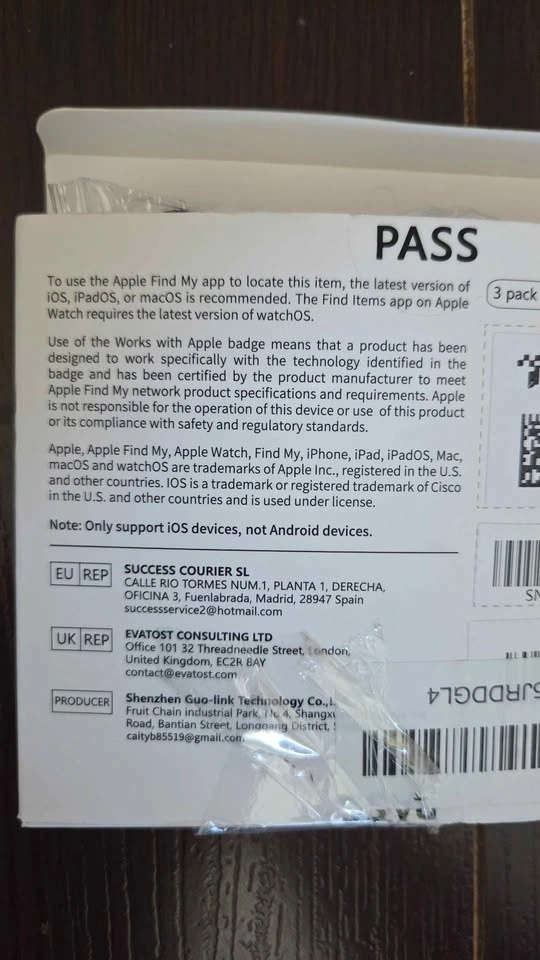 PASS
To use the Apple Find My app to locate this item, the latest version of
iOS, iPadOS, or macOS is recommended. The Find Items app on Apple
Watch requires the latest version of watchOS.
3 pack
Use of the Works with Apple badge means that a product has been
designed to work specifically with the technology identified in the
badge and has been certified by the product manufacturer to meet
Apple Find My network product specifications and requirements. Apple
is not responsible for the operation of this device or use of this product
or its compliance with safety and regulatory standards.
Apple, Apple Find My, Apple Watch, Find My, iPhone, iPad, iPadOS, Mac,
macOS and watchOS are trademarks of Apple Inc., registered in the U.S.
and other countries. IOS is a trademark or registered trademark of Cisco
in the U.S. and other countries and is used under license.
Note: Only support iOS devices, not Android devices.
EU REP
SUCCESS COURIER SL
CALLE RIO TORMES NUM.1, PLANTA 1, DERECHA,
OFICINA 3, Fuenlabrada, Madrid, 28947 Spain
successservice2@hotmail.com
SN
UK REP
EVATOST CONSULTING LTD
Office 101 32 Threadneedle Street, London,
United Kingdom, EC2R 8AY
contact@evatost.com
PRODUCER
Shenzhen Guo-link Technology Co.,
Fruit Chain industrial Park, No.4,
Road, Bantian Street, Longgang District,
caityb85519@gmail.com
JRDDGL4